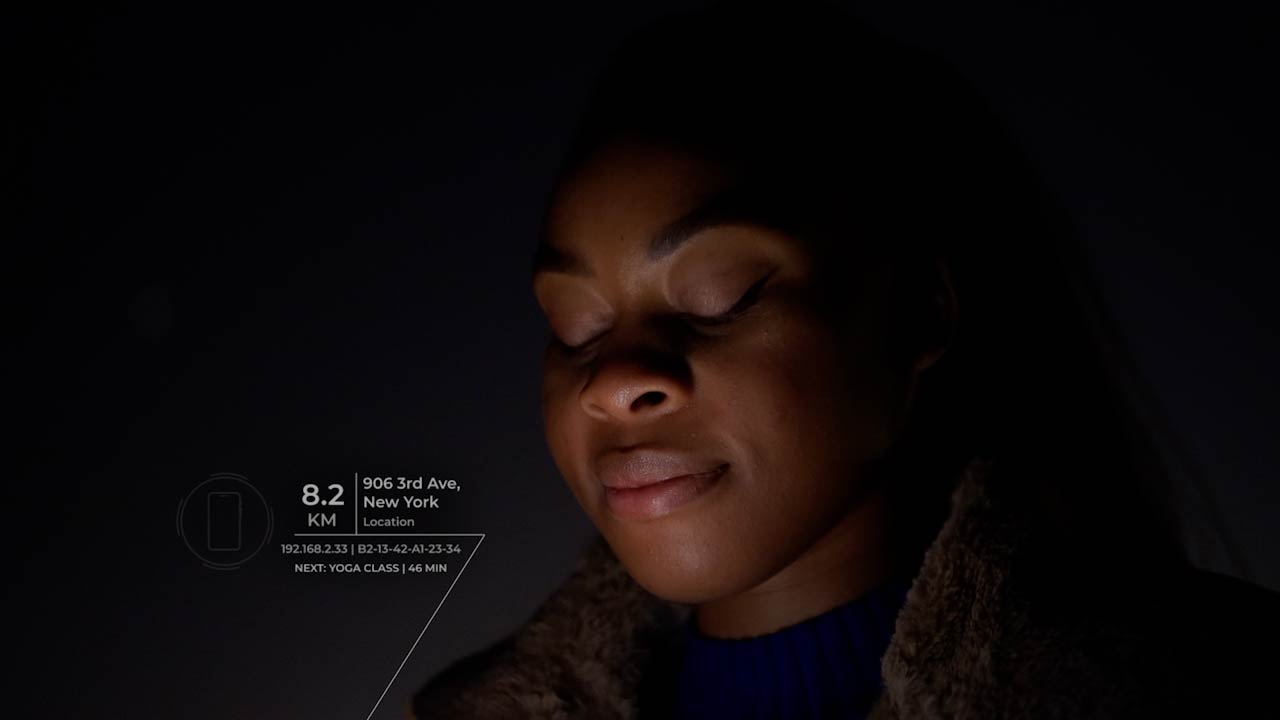 8.2
KM
906 3rd Ave,
New York
Location
192.168.2.33 | B2-13-42-A1-23-34
NEXT: YOGA CLASS | 46 MIN